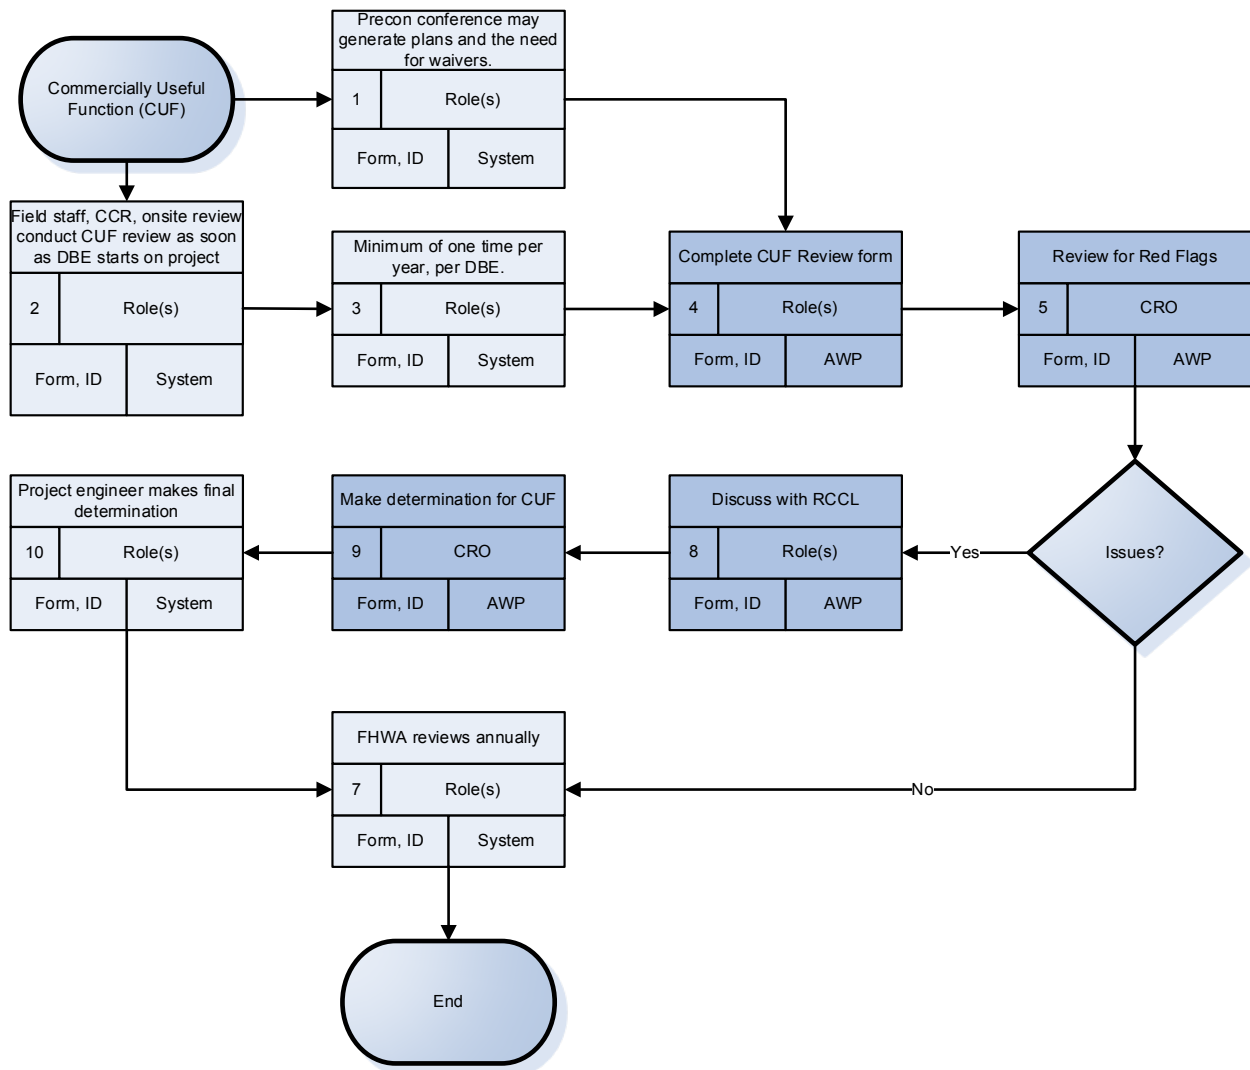 Commercially Useful
Function (CUF)
Precon conference may
generate plans and the need
for waivers.
1
Role(s)
Form, ID
System
Field staff, CCR, onsite review
conduct CUF review as soon
as DBE starts on project
2
Role(s)
Form, ID
System
Minimum of one time per
year, per DBE.
3
Role(s)
Form, ID
System
Complete CUF Review form
4
Role(s)
Form, ID
AWP
Review for Red Flags
5
CRO
Form, ID
AWP
Issues?
Yes
No
Discuss with RCCL
8
Role(s)
Form, ID
AWP
Make determination for CUF
9
CRO
Form, ID
AWP
Project engineer makes final
determination
10
Role(s)
Form, ID
System
FHWA reviews annually
7
Role(s)
Form, ID
System
End